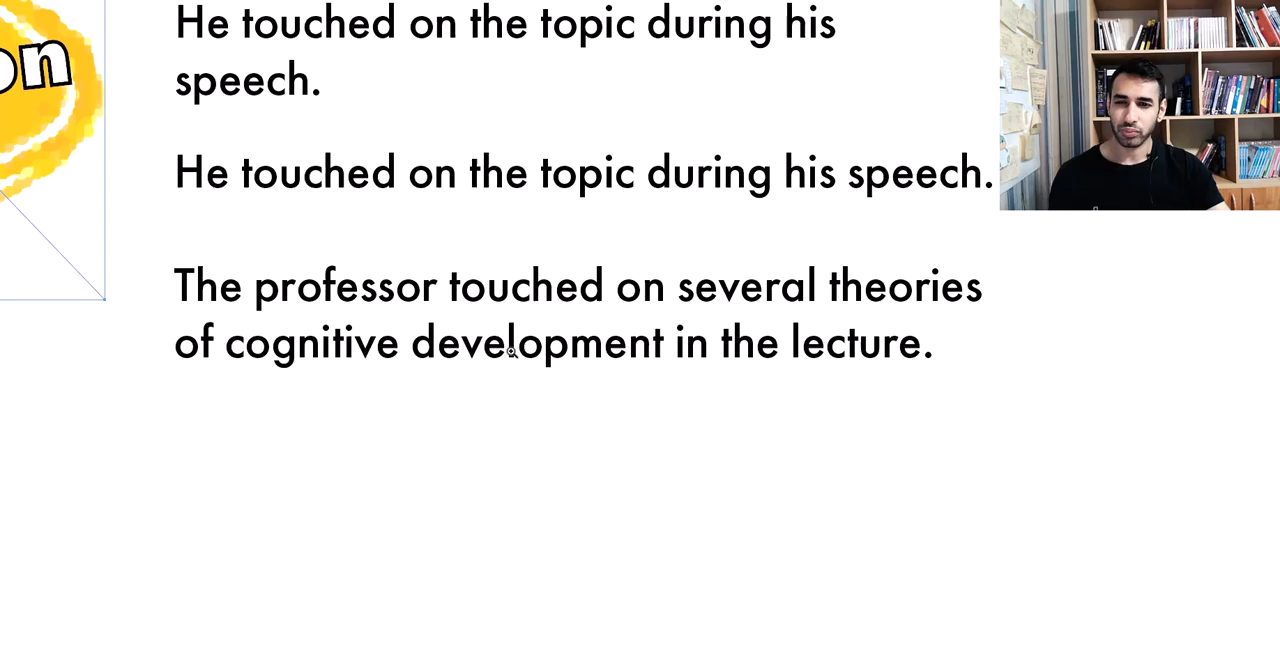 on
He touched on the topic during his
speech.
He touched on the topic during his speech.
The professor touched on several theories
of cognitive development in the lecture.